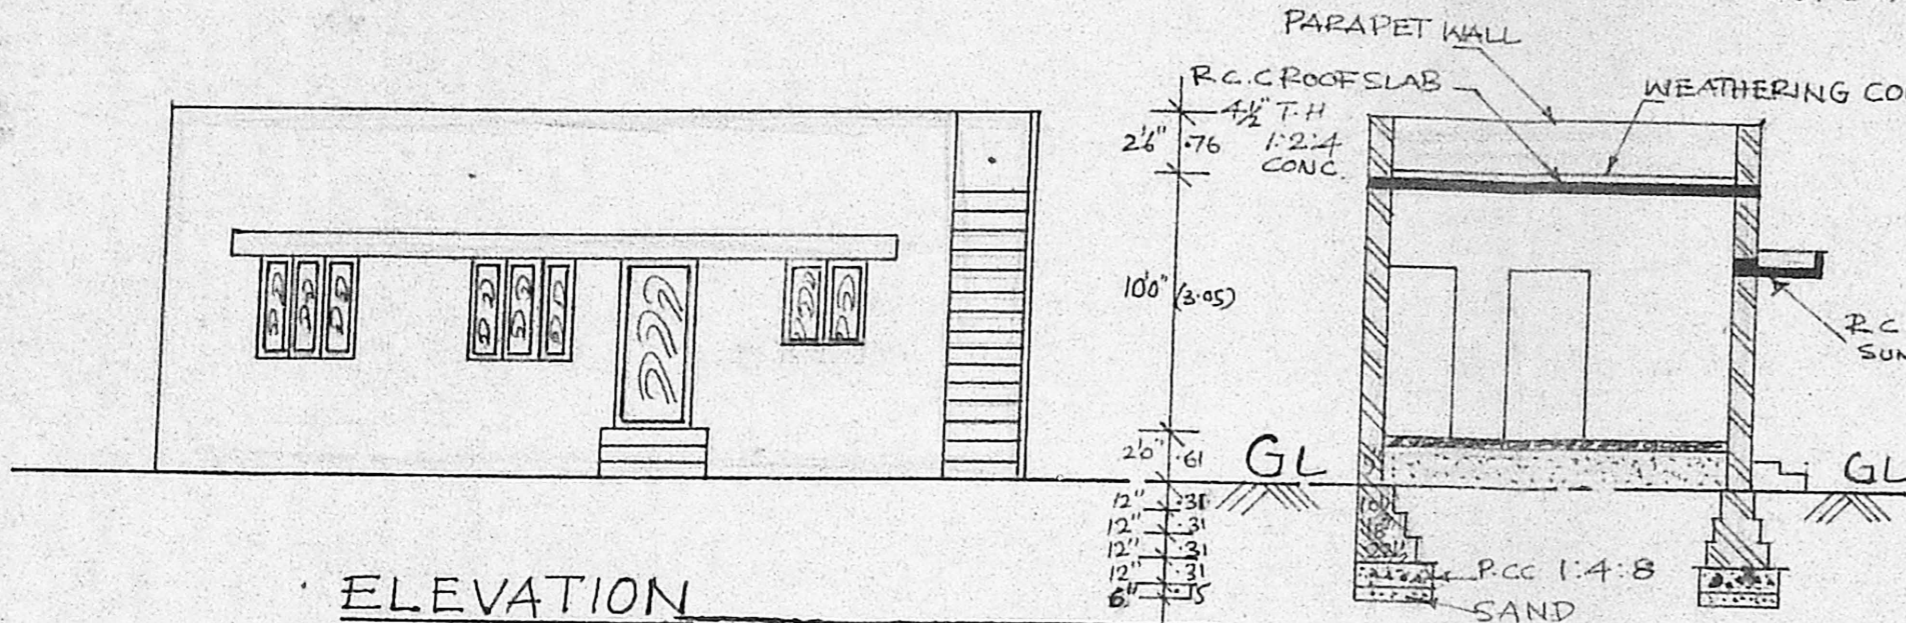 PARAPET WALL
R.C.C ROOF SLAB
WEATHERING CO
4½" T.H
1:2:4
CONC.
2'6" .76
10'0" (3.05)
R.C
SUN
2'0" .61
GL
GL
12" .31
12" .31
12" .31
12" .31
6" .15
P.CC 1:4:8
SAND
ELEVATION